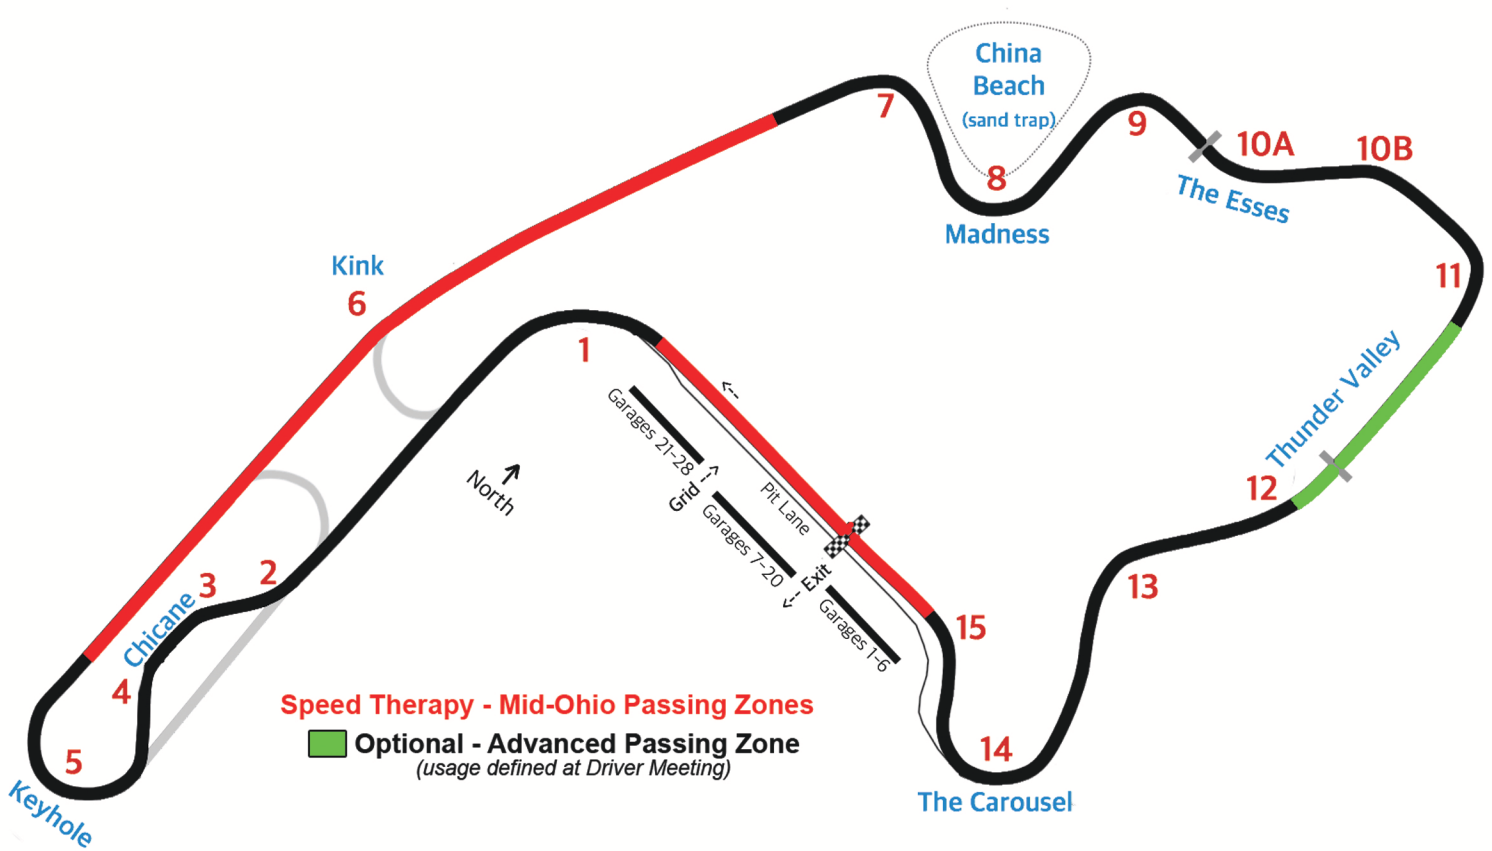 China
Beach
(sand trap)
7
8
9
10A
10B
The Esses
Madness
Kink
6
11
1
Thunder Valley
Garages 21-28
Grid
Pit Lane
North
12
Garages 7-20
Exit
13
2
3
Chicane
Garages 1-6
15
4
Speed Therapy - Mid-Ohio Passing Zones
Optional - Advanced Passing Zone
(usage defined at Driver Meeting)
14
5
The Carousel
Keyhole